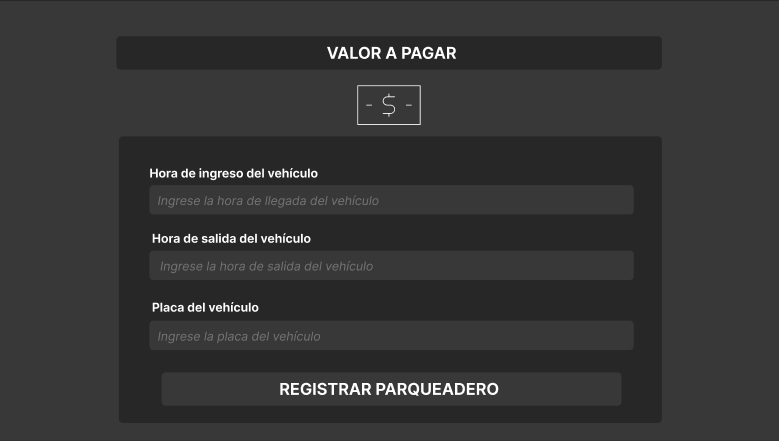 VALOR A PAGAR
- $ -
Hora de ingreso del vehículo
Ingrese la hora de llegada del vehículo
Hora de salida del vehículo
Ingrese la hora de salida del vehículo
Placa del vehículo
Ingrese la placa del vehículo
REGISTRAR PARQUEADERO